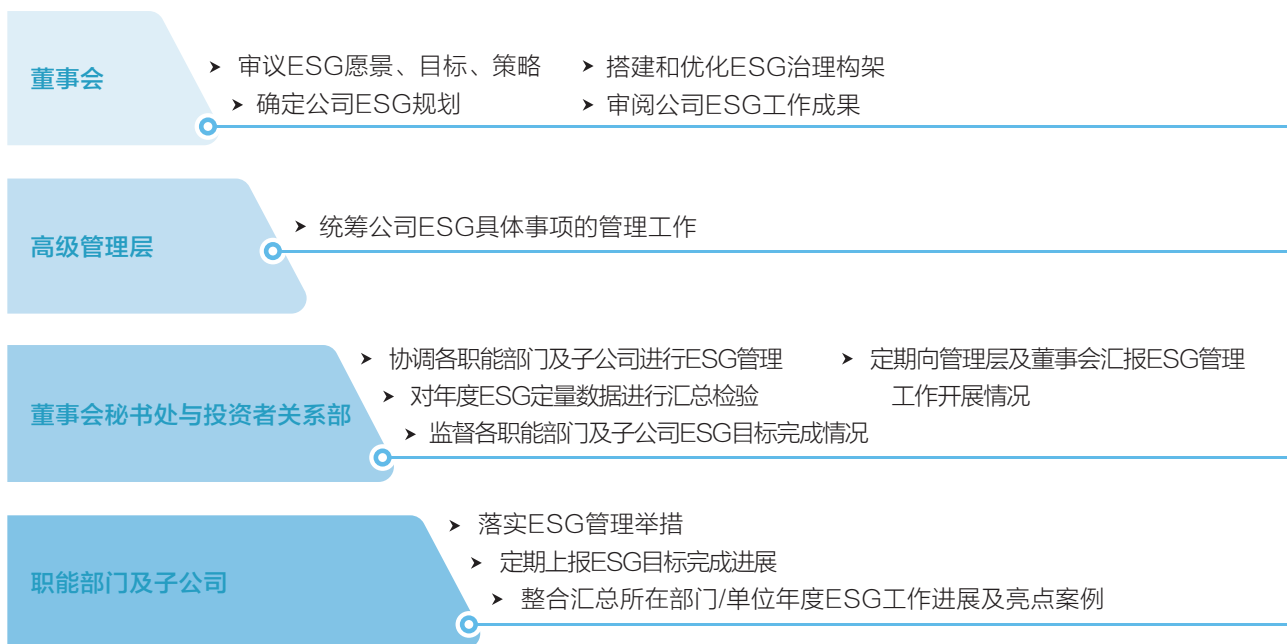 董事会
审议ESG愿景、目标、策略
搭建和优化ESG治理构架
确定公司ESG规划
审阅公司ESG工作成果
高级管理层
统筹公司ESG具体事项的管理工作
董事会秘书处与投资者关系部
协调各职能部门及子公司进行ESG管理
对年度ESG定量数据进行汇总检验
监督各职能部门及子公司ESG目标完成情况
定期向管理层及董事会汇报ESG管理
工作开展情况
职能部门及子公司
落实ESG管理举措
定期上报ESG目标完成进展
整合汇总所在部门/单位年度ESG工作进展及亮点案例